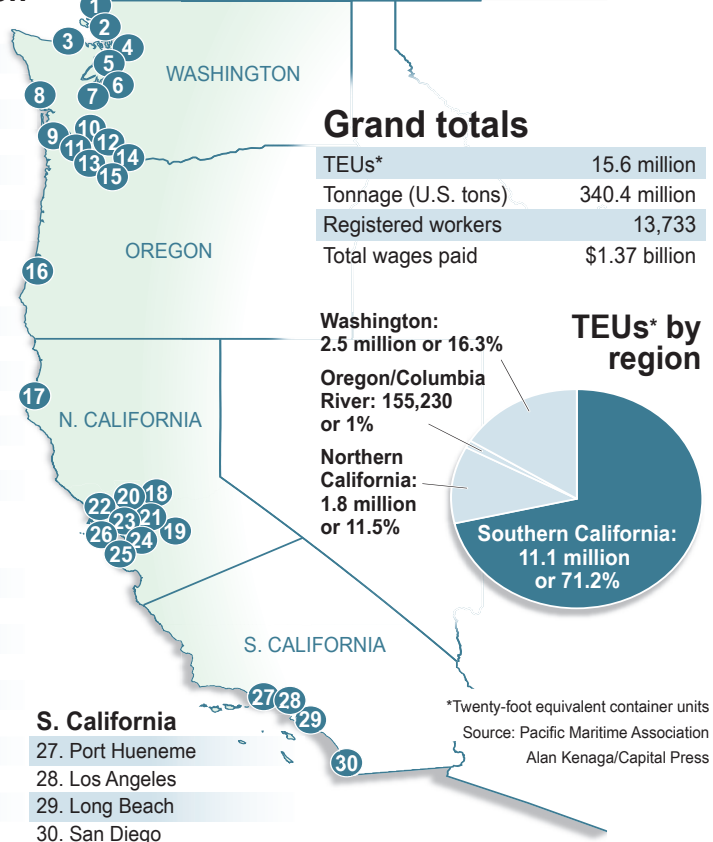 1
2
3
4
5
6
7
8
9
10
11
12
13
14
15
WASHINGTON
Grand totals
TEUs* 15.6 million
Tonnage (U.S. tons) 340.4 million
Registered workers 13,733
Total wages paid $1.37 billion
OREGON
16
Washington:
2.5 million or 16.3%
Oregon/Columbia
River: 155,230
or 1%
Northern
California:
1.8 million
or 11.5%
TEUs* by
region
Southern California:
11.1 million
or 71.2%
17
N. CALIFORNIA
22
20
18
23
21
19
26
24
25
S. CALIFORNIA
27
28
29
30
*Twenty-foot equivalent container units
Source: Pacific Maritime Association
Alan Kenaga/Capital Press
S. California
27. Port Hueneme
28. Los Angeles
29. Long Beach
30. San Diego